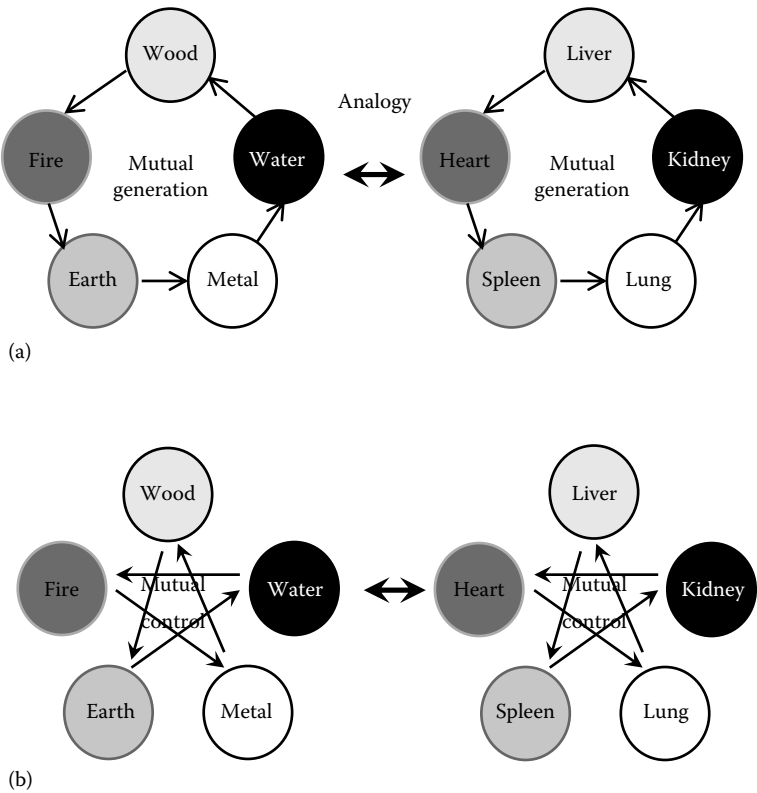 Wood
Liver
Analogy
Fire
Mutual
generation
Water
Heart
Mutual
generation
Kidney
Earth
Metal
Spleen
Lung
(a)
Wood
Liver
Fire
Mutual
control
Water
Heart
Mutual
control
Kidney
Earth
Metal
Spleen
Lung
(b)